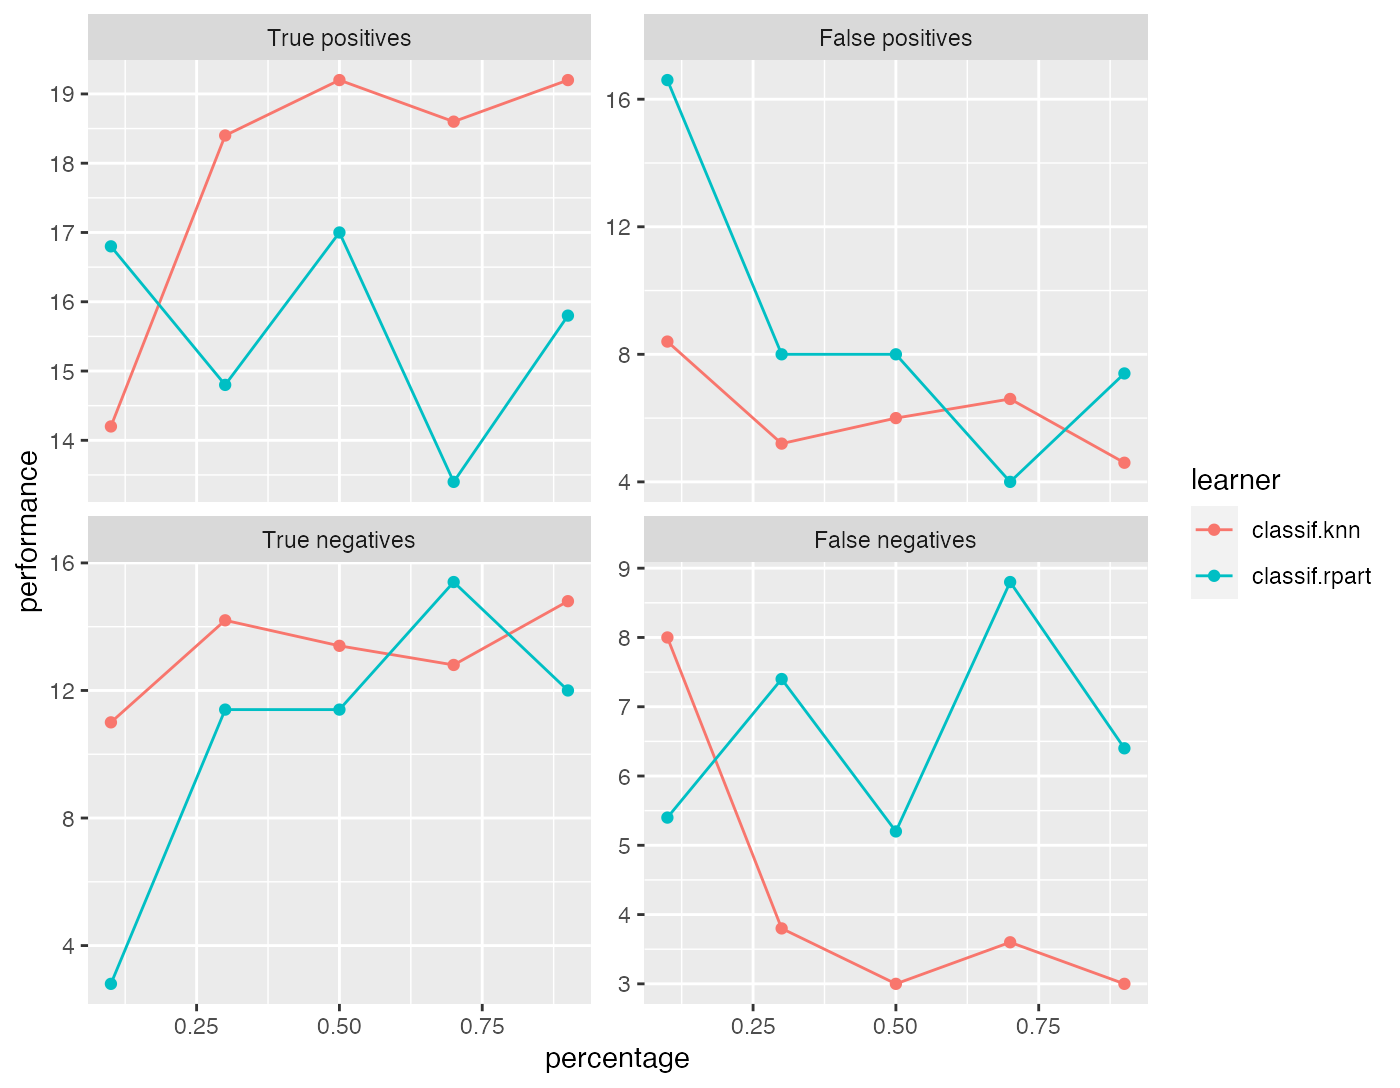 True positives
False positives
19
18
17
16
15
14
16
12
8
4
performance
True negatives
False negatives
16
12
8
4
9
8
7
6
5
4
3
0.25 0.50 0.75
0.25 0.50 0.75
percentage
learner
classif.knn
classif.rpart